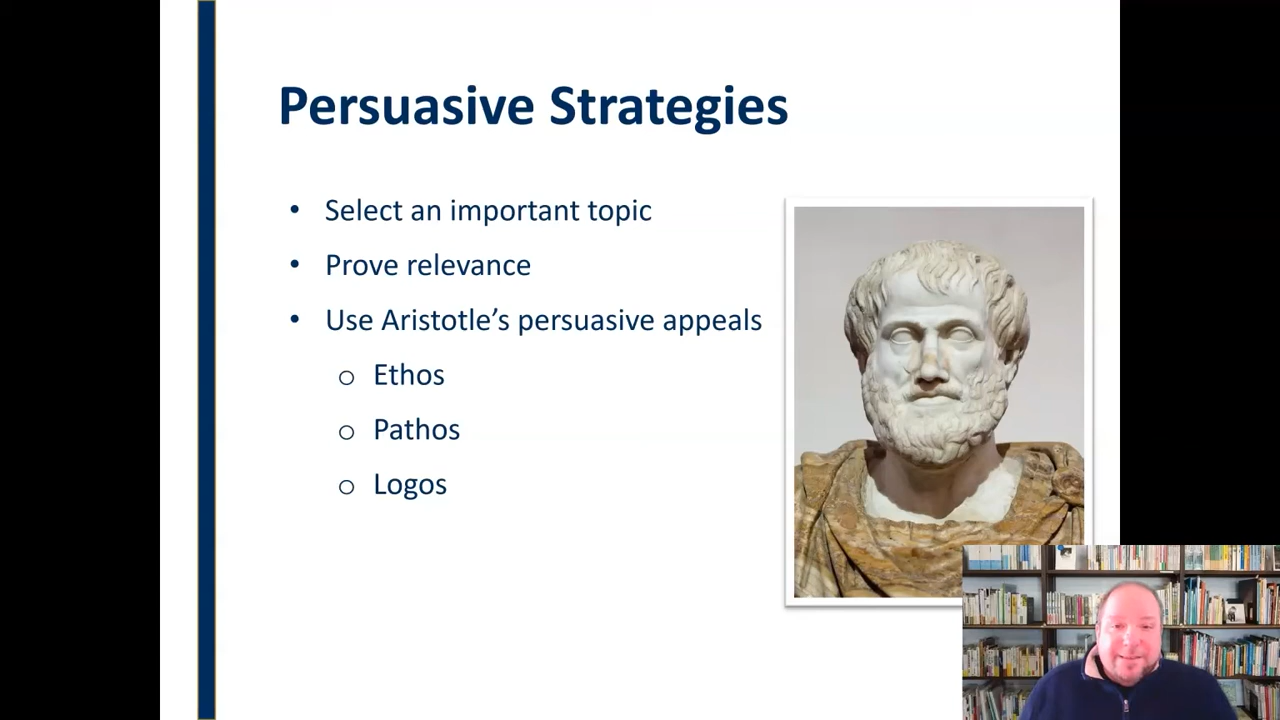 Persuasive Strategies
• Select an important topic
• Prove relevance
• Use Aristotle’s persuasive appeals
o Ethos
o Pathos
o Logos